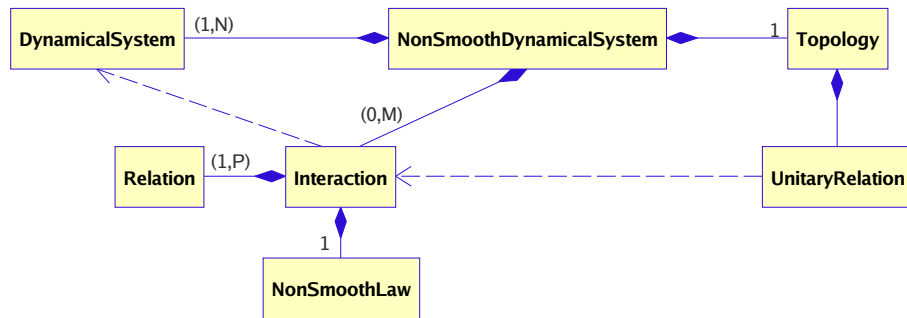 DynamicalSystem
(1,N)
NonSmoothDynamicalSystem
1
Topology
(0,M)
Relation
(1,P)
Interaction
UnitaryRelation
1
NonSmoothLaw